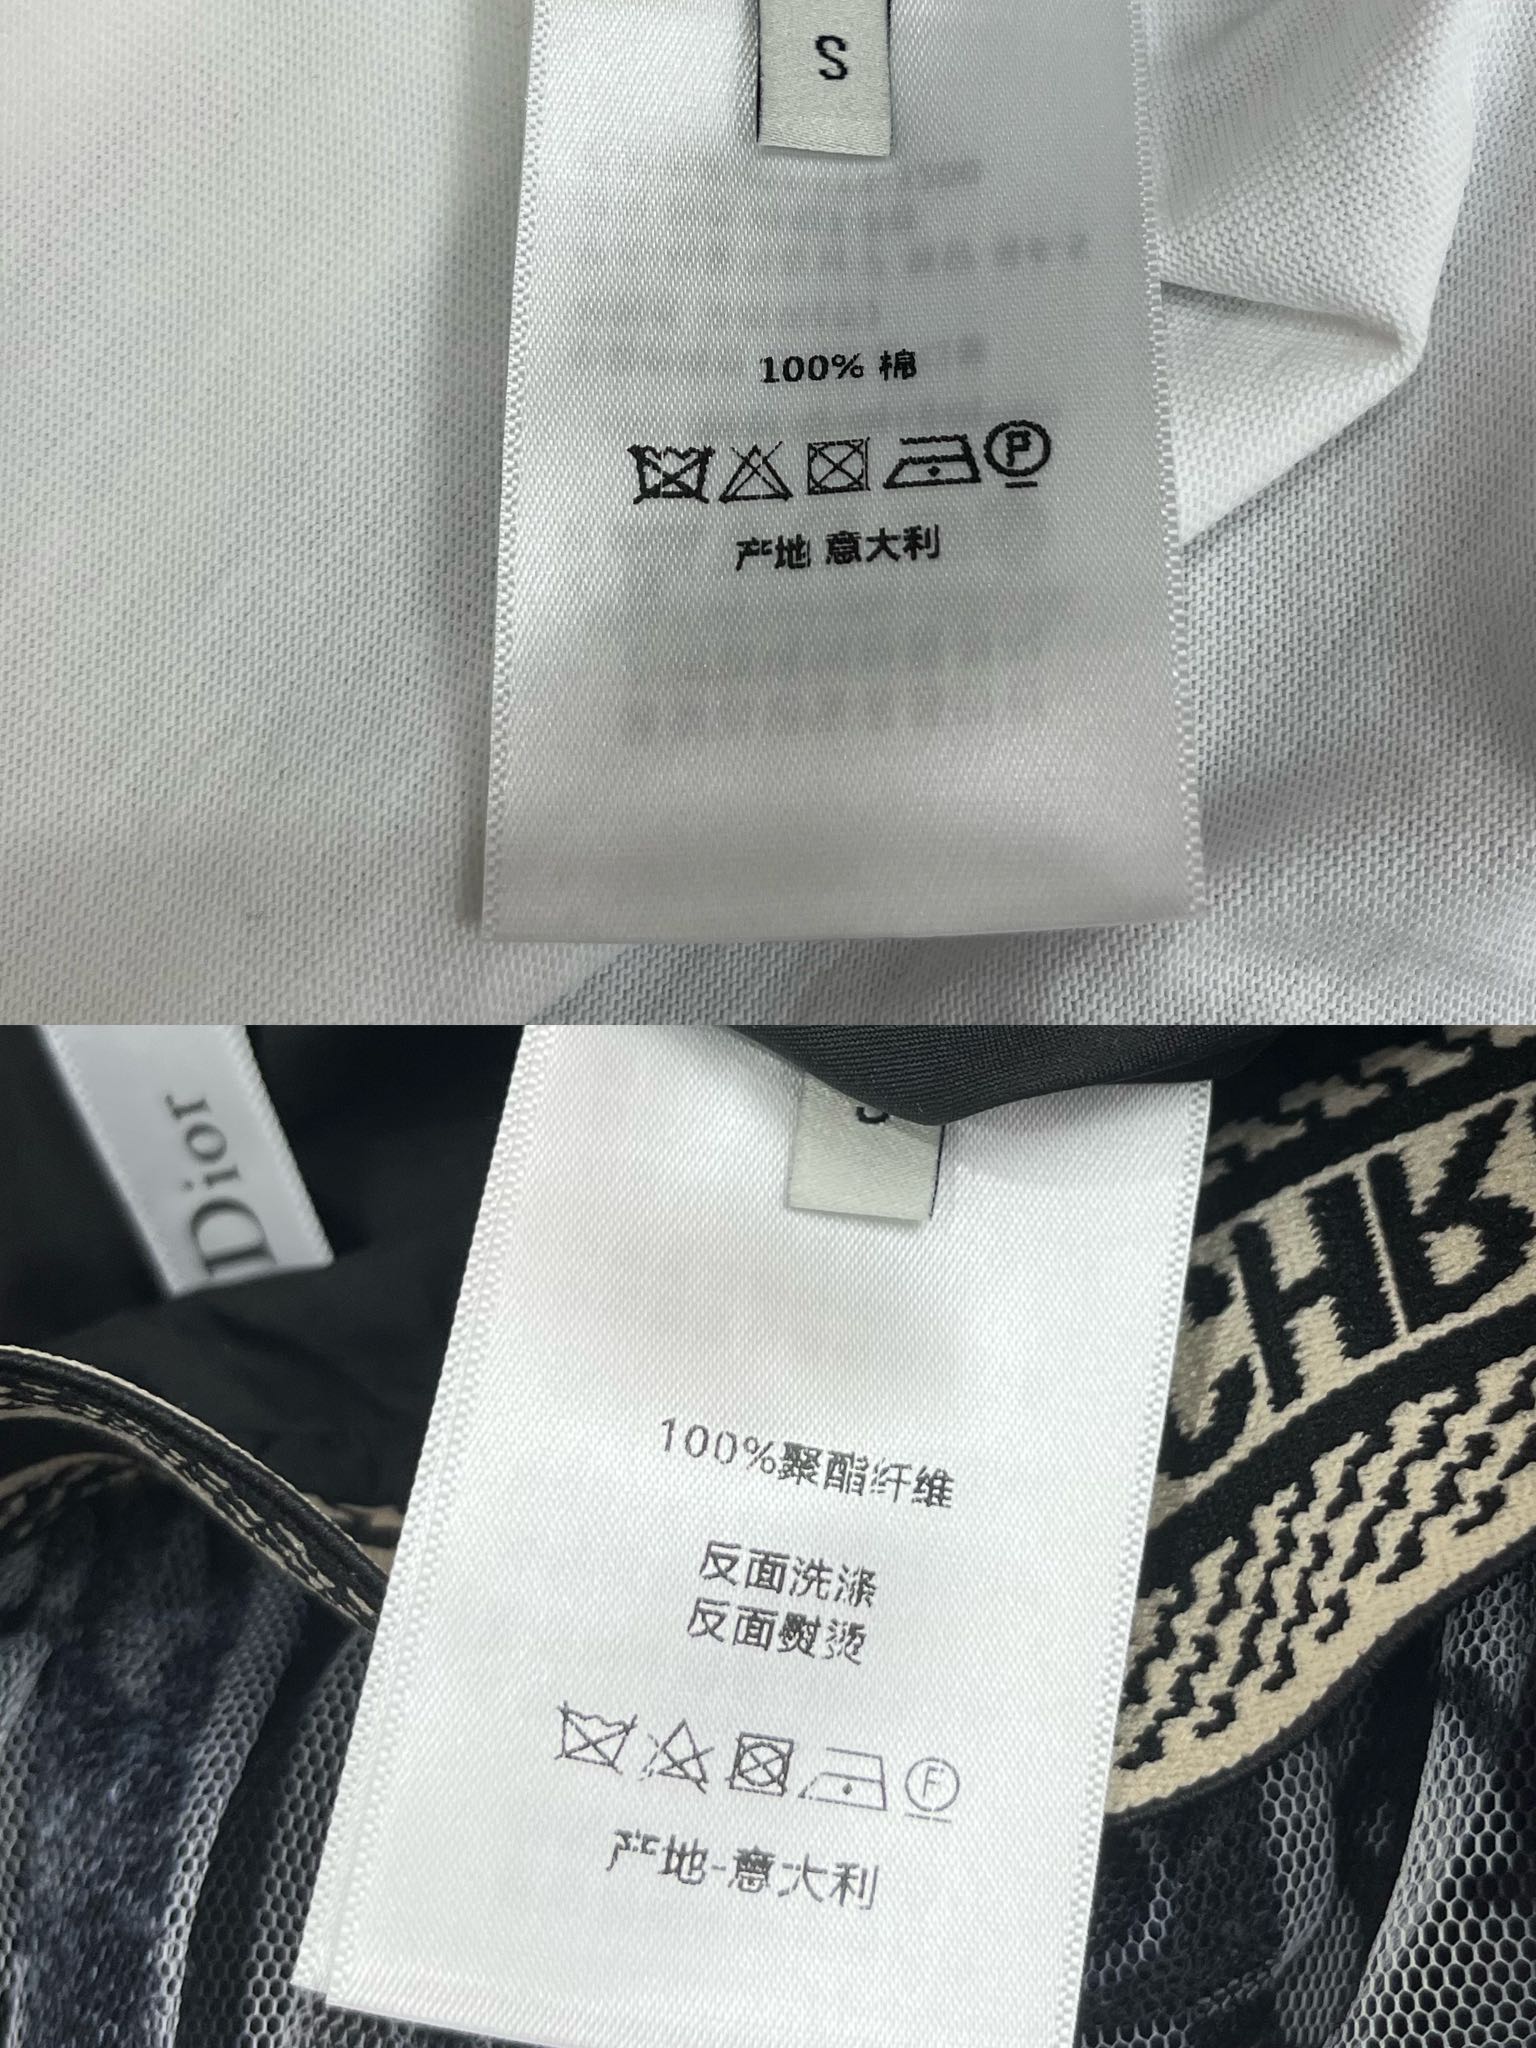 S
100% 棉
P
产地 意大利
Dior
CHR
100%聚酯纤维
反面洗涤
反面熨烫
F
产地-意大利